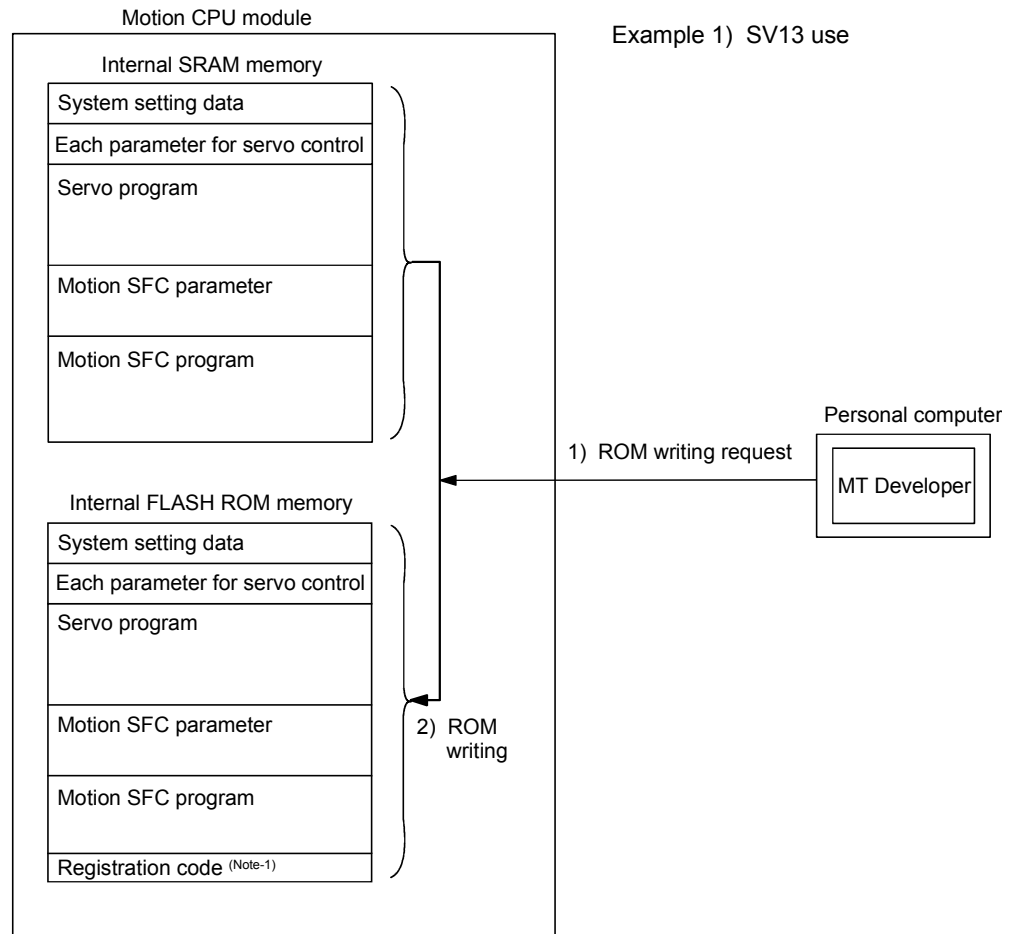 Motion CPU module
Example 1) SV13 use
Internal SRAM memory
System setting data
Each parameter for servo control
Servo program
Motion SFC parameter
Motion SFC program
Personal computer
1) ROM writing request
MT Developer
Internal FLASH ROM memory
System setting data
Each parameter for servo control
Servo program
Motion SFC parameter
2) ROM
writing
Motion SFC program
Registration code (Note-1)